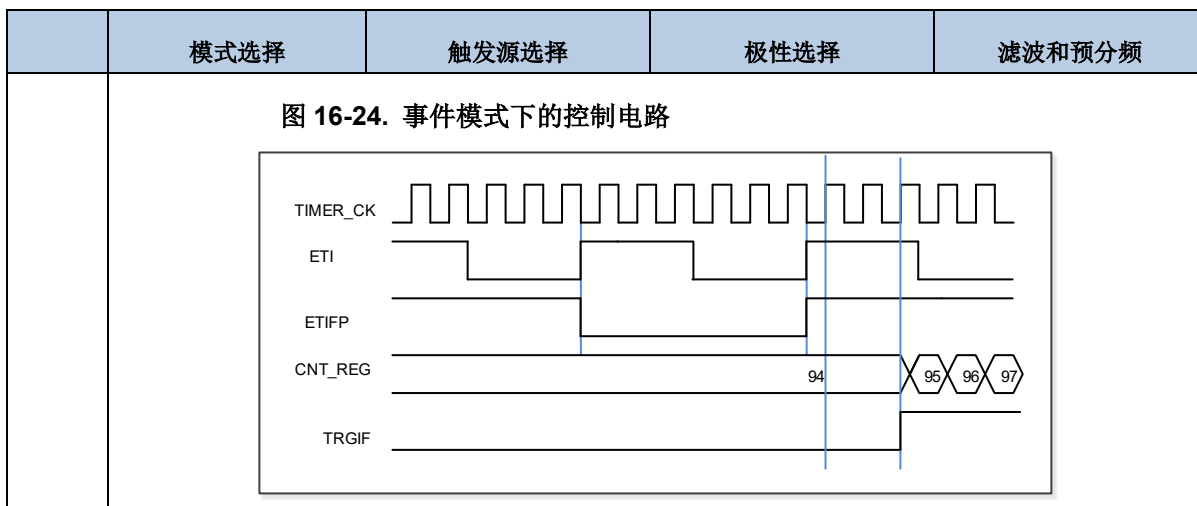 模式选择 触发源选择 极性选择 滤波和预分频
图 16-24. 事件模式下的控制电路
TIMER_CK
ETI
ETIFP
CNT_REG 94 95 96 97
TRGIF